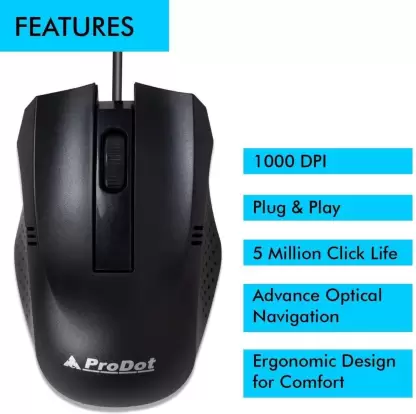 FEATURES
1000 DPI
Plug & Play
5 Million Click Life
Advance Optical
Navigation
Ergonomic Design
for Comfort
ProDot